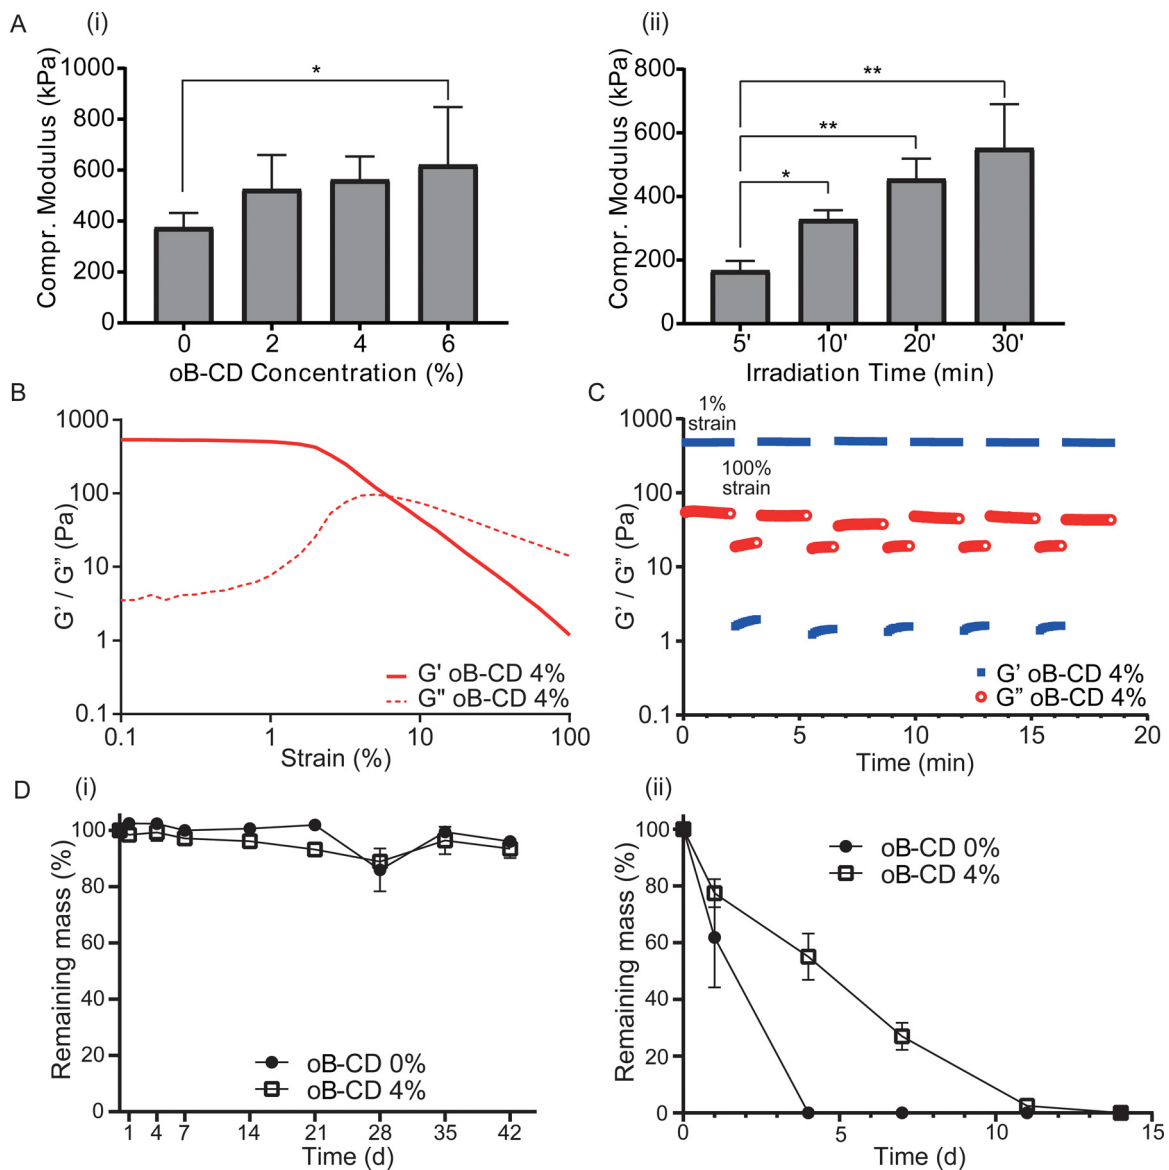 A
(i)
Compr. Modulus (kPa)
1000
800
600
400
200
0
*
0
2
4
6
oB-CD Concentration (%)
(ii)
Compr. Modulus (kPa)
800
600
400
200
0
**
**
*
5'
10'
20'
30'
Irradiation Time (min)
B
G' / G" (Pa)
1000
100
10
1
0.1
G' oB-CD 4%
G" oB-CD 4%
0.1
1
10
100
Strain (%)
C
G' / G" (Pa)
1000
100
10
1
0.1
1%
strain
100%
strain
G' oB-CD 4%
G" oB-CD 4%
0
5
10
15
20
Time (min)
D
(i)
Remaining mass (%)
100
80
60
40
20
0
oB-CD 0%
oB-CD 4%
1
4
7
14
21
28
35
42
Time (d)
(ii)
Remaining mass (%)
100
80
60
40
20
0
oB-CD 0%
oB-CD 4%
0
5
10
15
Time (d)